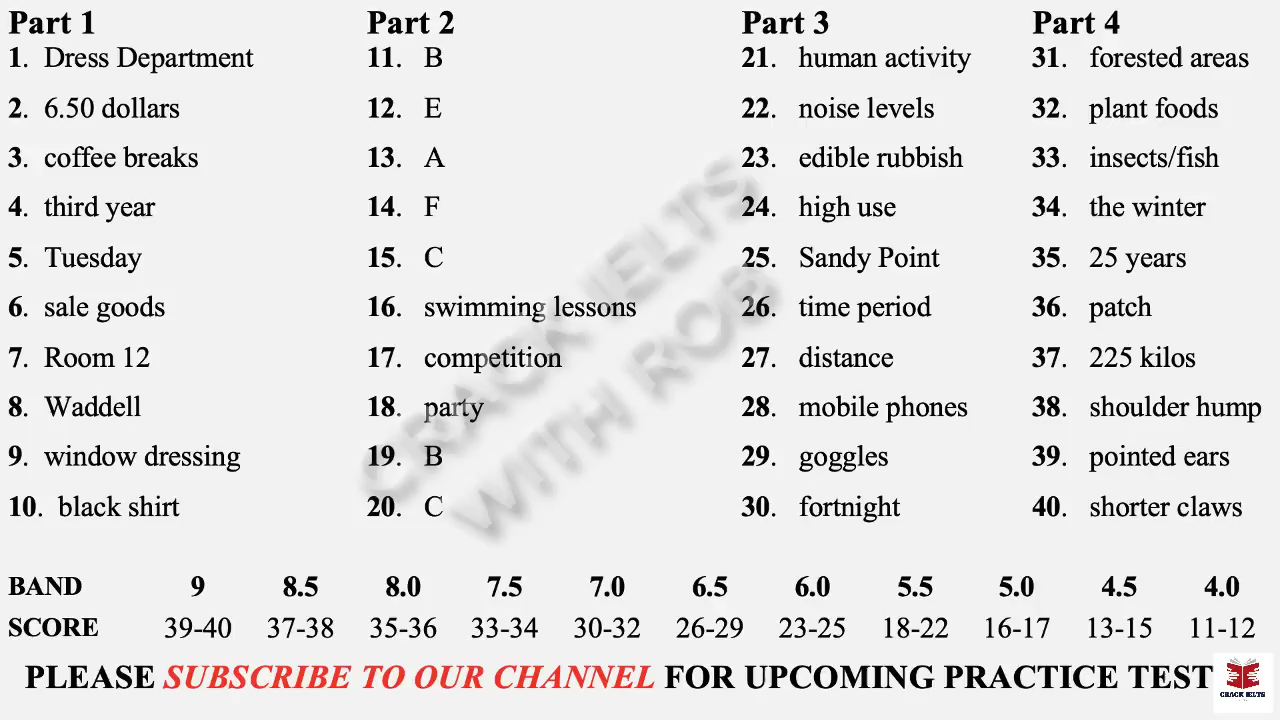 Part 1
1. Dress Department
2. 6.50 dollars
3. coffee breaks
4. third year
5. Tuesday
6. sale goods
7. Room 12
8. Waddell
9. window dressing
10. black shirt
Part 2
11. B
12. E
13. A
14. F
15. C
16. swimming lessons
17. competition
18. party
19. B
20. C
Part 3
21. human activity
22. noise levels
23. edible rubbish
24. high use
25. Sandy Point
26. time period
27. distance
28. mobile phones
29. goggles
30. fortnight
Part 4
31. forested areas
32. plant foods
33. insects/fish
34. the winter
35. 25 years
36. patch
37. 225 kilos
38. shoulder hump
39. pointed ears
40. shorter claws
CRACK IELTS
WITH ROB
BAND 9 8.5 8.0 7.5 7.0 6.5 6.0 5.5 5.0 4.5 4.0
SCORE 39-40 37-38 35-36 33-34 30-32 26-29 23-25 18-22 16-17 13-15 11-12
PLEASE SUBSCRIBE TO OUR CHANNEL FOR UPCOMING PRACTICE TEST
CRACK IELTS